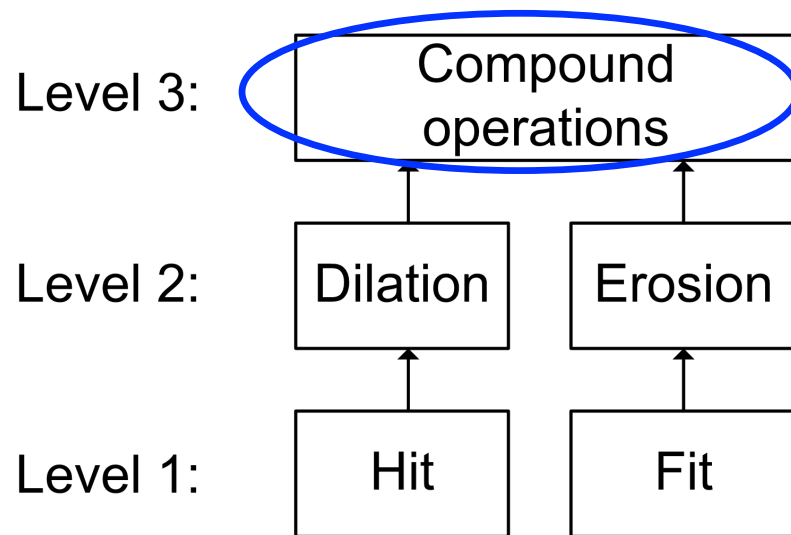 Level 3:
Compound
operations
Level 2:
Dilation
Erosion
Level 1:
Hit
Fit